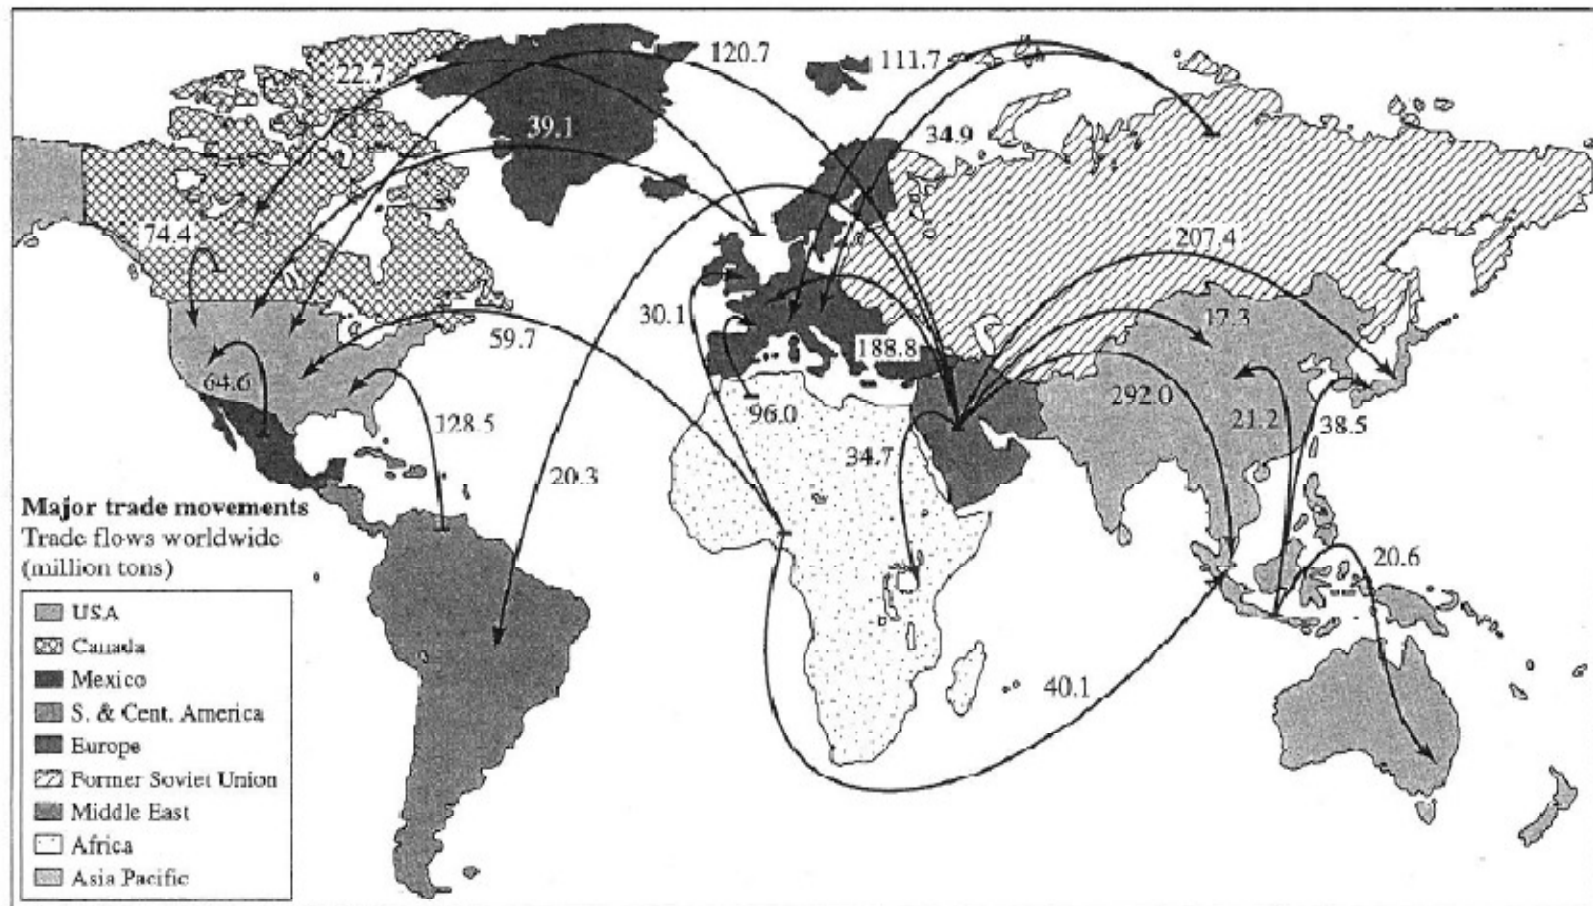 120.7
111.7
22.7
39.1
34.9
74.4
207.4
30.1
17.3
59.7
188.8
64.6
292.0
96.0
21.2
38.5
128.5
34.7
20.3
Major trade movements
Trade flows worldwide
(million tons)
20.6
USA
Canada
Mexico
S. & Cent. America
40.1
Europe
Former Soviet Union
Middle East
Africa
Asia Pacific